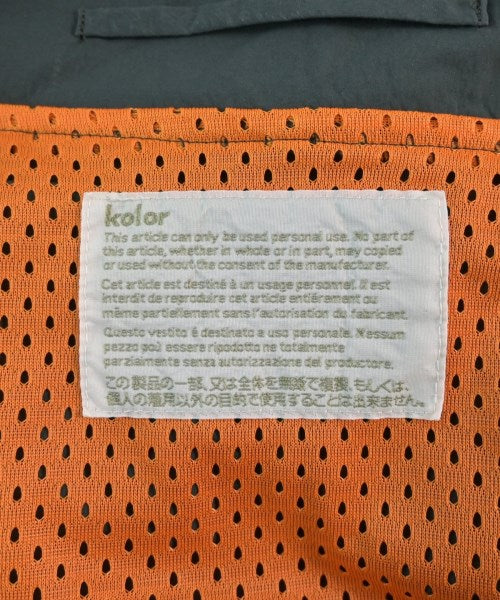 kolor
This article can only be used personal use. No part of
this article, whether in whole or in part, may copied
or used without the consent of the manufacturer.
Cet article est destiné à un usage personnel. Il est
interdit de reproduire cet article entiérement ou
même partiellement sans l'autorisation du fabricant.
Questo vestito é destinato a uso personale. Nessun
pezzo poì essere ripdotto ne totalmente
parzialmente senza autorizzazione del produttore.
この製品の一部、又は全体を無断で複製、もしくは、
個人の着用以外の目的で使用することは出来ません。